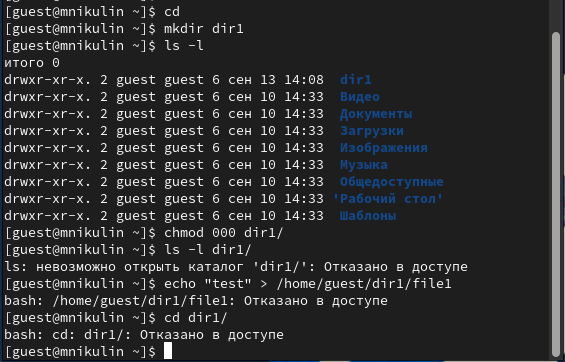 [guest@mnikulin ~]$ cd
[guest@mnikulin ~]$ mkdir dir1
[guest@mnikulin ~]$ ls -l
итого 0
drwxr-xr-x. 2 guest guest 6 сен 13 14:08  dir1
drwxr-xr-x. 2 guest guest 6 сен 10 14:33  Видео
drwxr-xr-x. 2 guest guest 6 сен 10 14:33  Документы
drwxr-xr-x. 2 guest guest 6 сен 10 14:33  Загрузки
drwxr-xr-x. 2 guest guest 6 сен 10 14:33  Изображения
drwxr-xr-x. 2 guest guest 6 сен 10 14:33  Музыка
drwxr-xr-x. 2 guest guest 6 сен 10 14:33  Общедоступные
drwxr-xr-x. 2 guest guest 6 сен 10 14:33 'Рабочий стол'
drwxr-xr-x. 2 guest guest 6 сен 10 14:33  Шаблоны
[guest@mnikulin ~]$ chmod 000 dir1/
[guest@mnikulin ~]$ ls -l dir1/
ls: невозможно открыть каталог 'dir1/': Отказано в доступе
[guest@mnikulin ~]$ echo "test" > /home/guest/dir1/file1
bash: /home/guest/dir1/file1: Отказано в доступе
[guest@mnikulin ~]$ cd dir1/
bash: cd: dir1/: Отказано в доступе
[guest@mnikulin ~]$